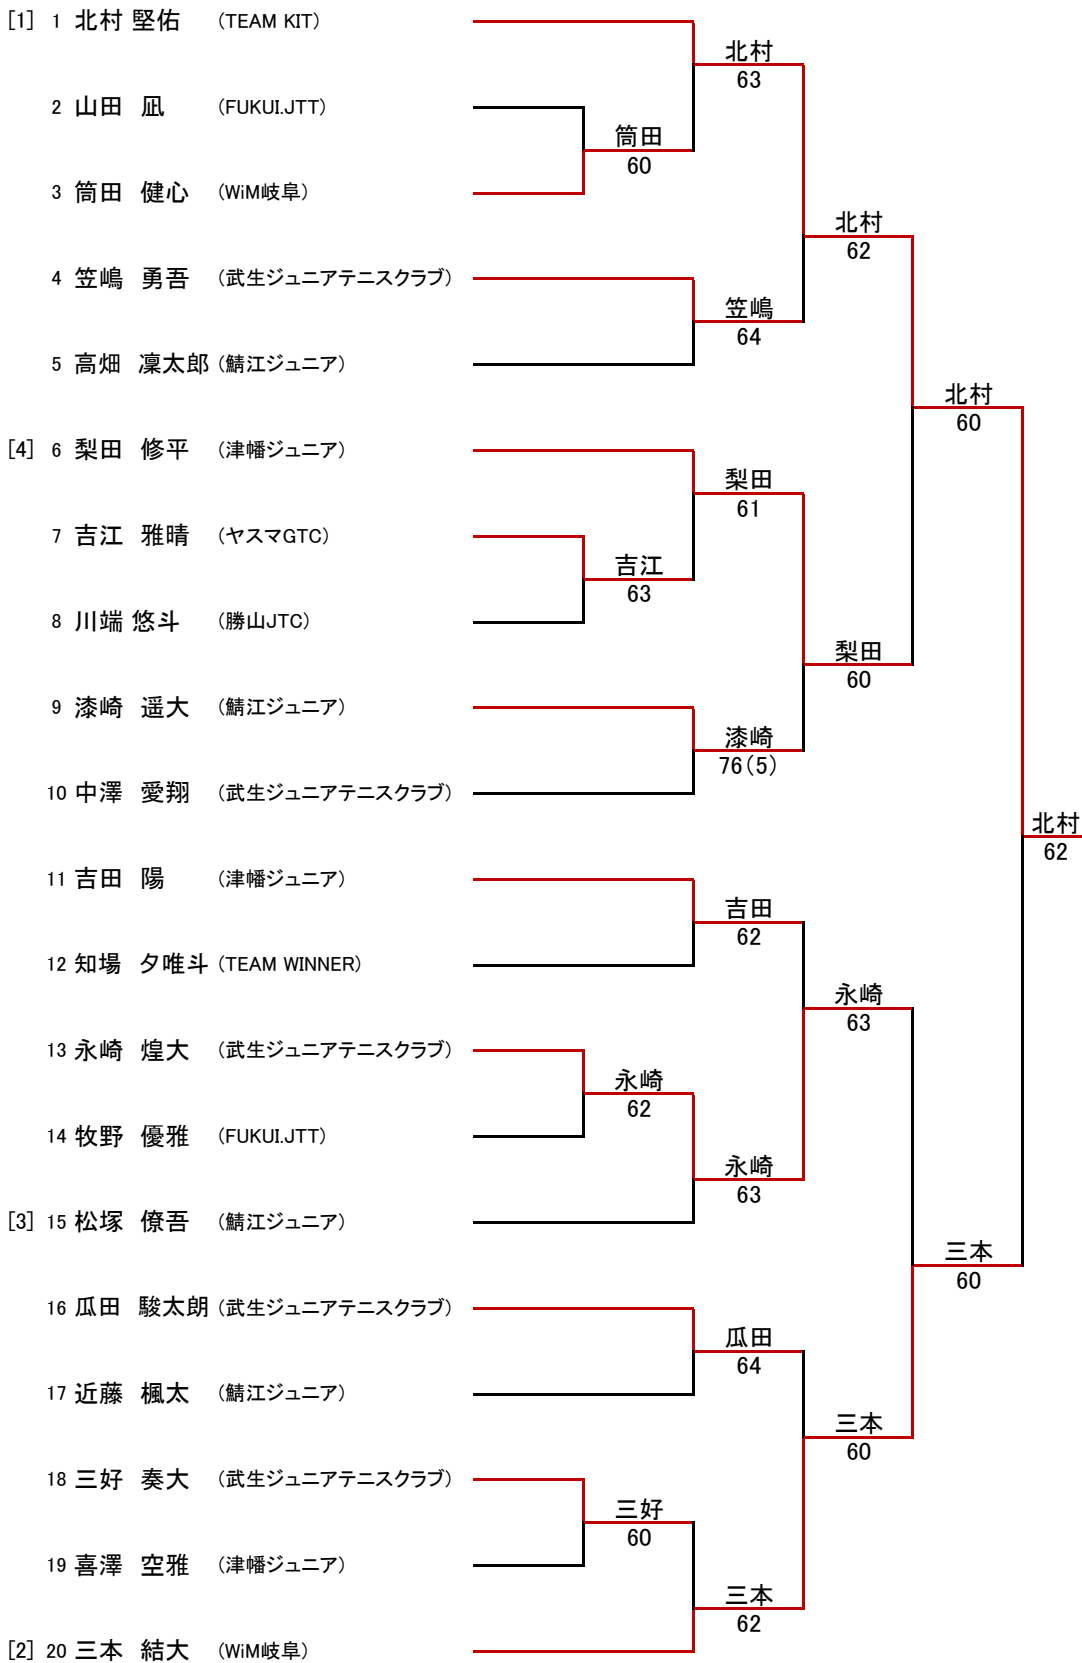 [1] 1 北村 堅佑 (TEAM KIT)
北村
63
2 山田 凪 (FUKUI.JTT)
筒田
60
3 筒田 健心 (WiM岐阜)
北村
62
4 笠嶋 勇吾 (武生ジュニアテニスクラブ)
笠嶋
64
5 高畑 凜太郎 (鯖江ジュニア)
北村
60
[4] 6 梨田 修平 (津幡ジュニア)
梨田
61
7 吉江 雅晴 (ヤスマGTC)
吉江
63
8 川端 悠斗 (勝山JTC)
梨田
60
9 漆崎 遥大 (鯖江ジュニア)
漆崎
76(5)
10 中澤 愛翔 (武生ジュニアテニスクラブ)
北村
62
11 吉田 陽 (津幡ジュニア)
吉田
62
12 知場 夕唯斗 (TEAM WINNER)
永崎
63
13 永崎 煌大 (武生ジュニアテニスクラブ)
永崎
62
14 牧野 優雅 (FUKUI.JTT)
永崎
63
[3] 15 松塚 僚吾 (鯖江ジュニア)
三本
60
16 瓜田 駿太朗 (武生ジュニアテニスクラブ)
瓜田
64
17 近藤 楓太 (鯖江ジュニア)
三本
60
18 三好 奏大 (武生ジュニアテニスクラブ)
三好
60
19 喜澤 空雅 (津幡ジュニア)
三本
62
[2] 20 三本 結大 (WiM岐阜)